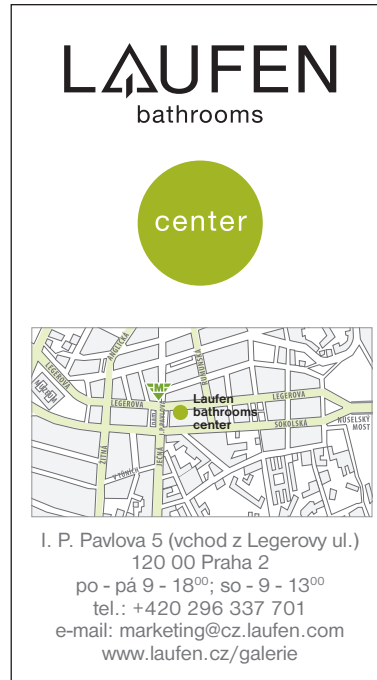 LAUFEN
bathrooms
center
ANGLICKÁ
LEGEROVA
LEGEROVA
LEGEROVA
M
Laufen
bathrooms
center
SOKOLSKÁ
NUSELSKÝ
MOST
ŽITNÁ
JEČNÁ
V TŮNÍCH
I. P. Pavlova 5 (vchod z Legerovy ul.)
120 00 Praha 2
po - pá 9 - 18⁰⁰; so - 9 - 13⁰⁰
tel.: +420 296 337 701
e-mail: marketing@cz.laufen.com
www.laufen.cz/galerie